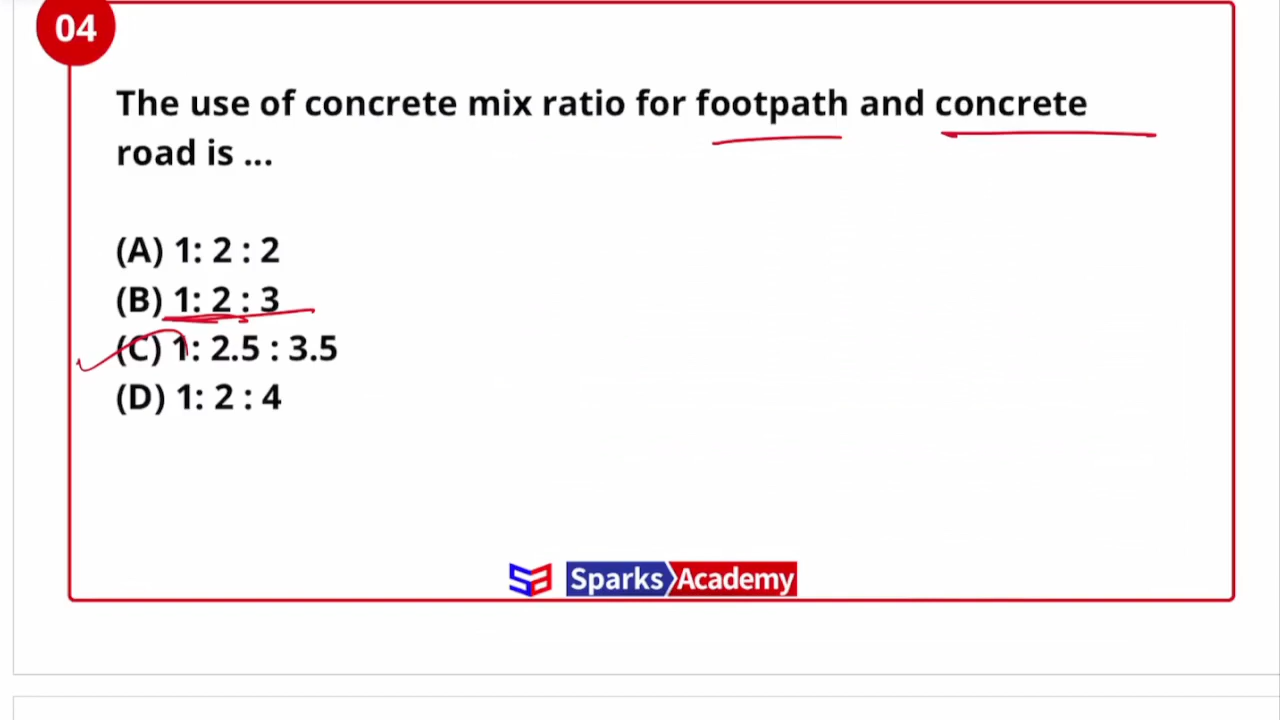 04
The use of concrete mix ratio for footpath and concrete
road is ...
(A) 1: 2 : 2
(B) 1: 2 : 3
(C) 1: 2.5 : 3.5
(D) 1: 2 : 4
Sparks Academy